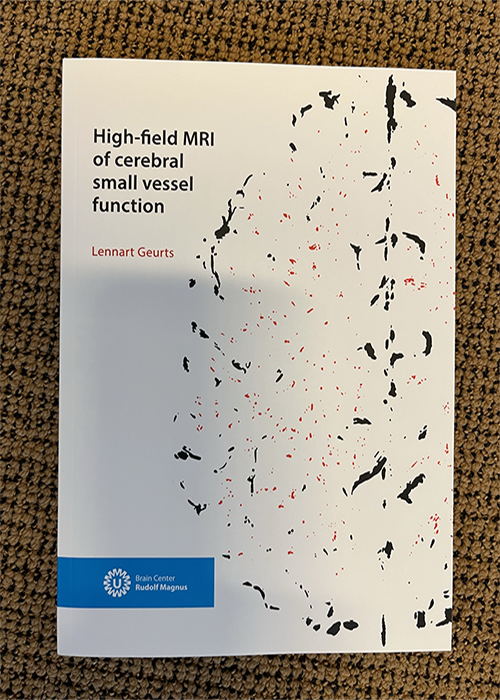 High-field MRI
of cerebral
small vessel
function
Lennart Geurts
U
Brain Center
Rudolf Magnus